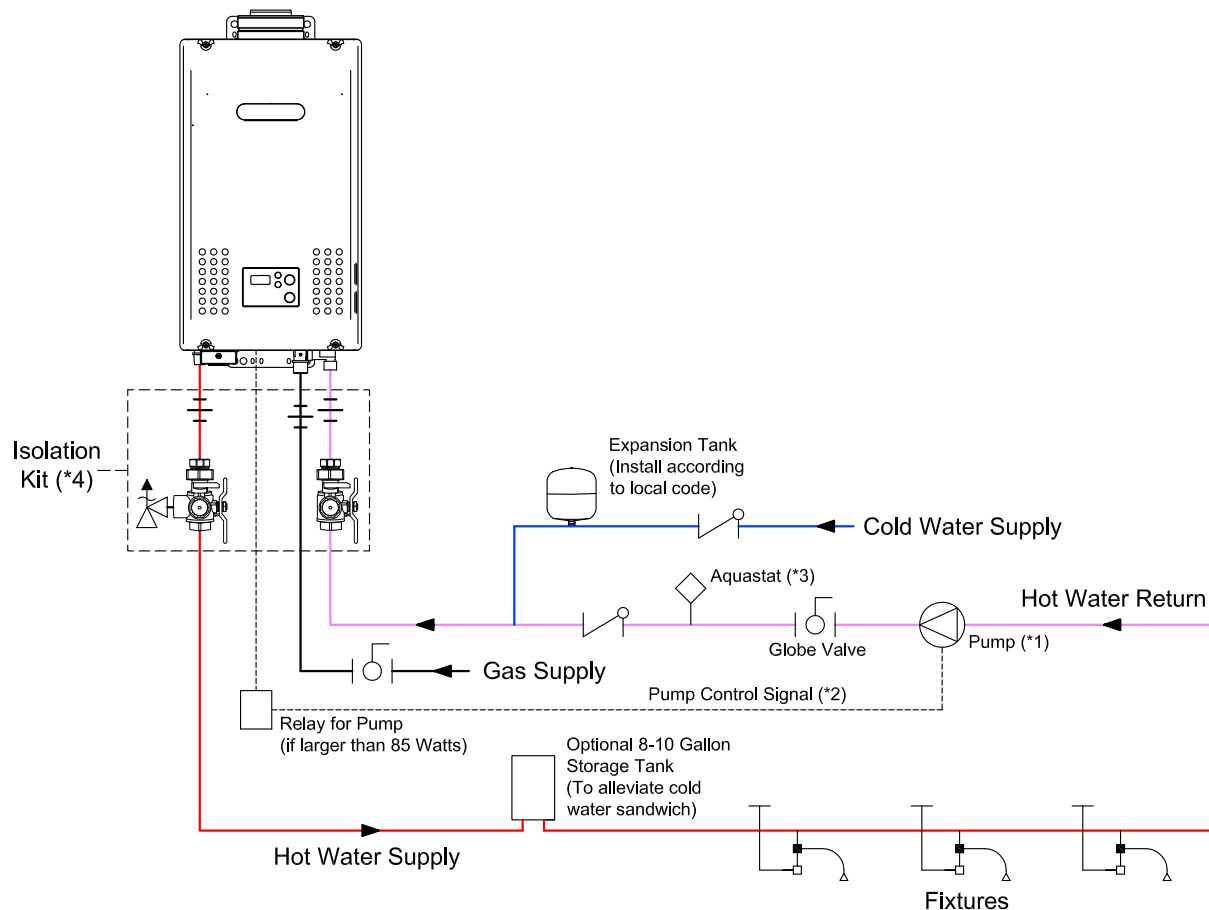 Isolation
Kit (*4)
Expansion Tank
(Install according
to local code)
Cold Water Supply
Aquastat (*3)
Hot Water Return
Globe Valve
Pump (*1)
Gas Supply
Pump Control Signal (*2)
Relay for Pump
(if larger than 85 Watts)
Optional 8-10 Gallon
Storage Tank
(To alleviate cold
water sandwich)
Hot Water Supply
Fixtures